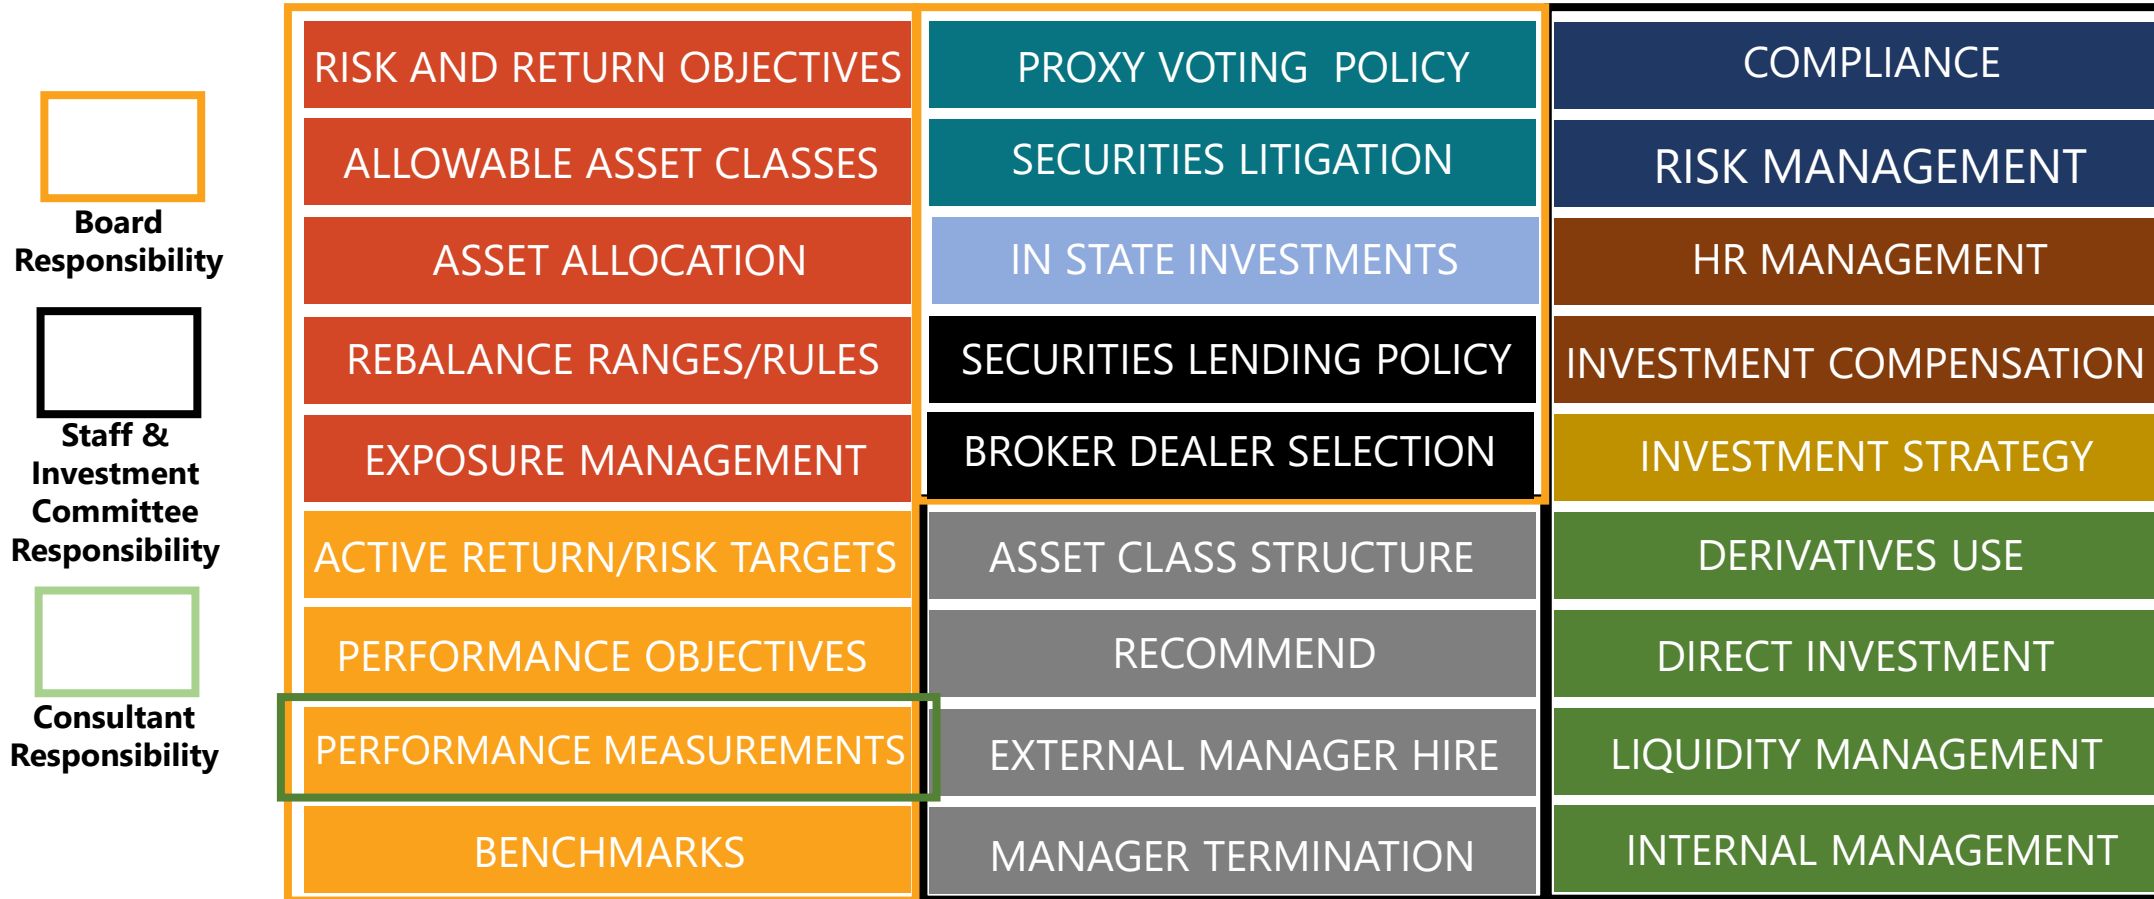 Board
Responsibility
Staff &
Investment
Committee
Responsibility
Consultant
Responsibility
RISK AND RETURN OBJECTIVES
ALLOWABLE ASSET CLASSES
ASSET ALLOCATION
REBALANCE RANGES/RULES
EXPOSURE MANAGEMENT
ACTIVE RETURN/RISK TARGETS
PERFORMANCE OBJECTIVES
PERFORMANCE MEASUREMENTS
BENCHMARKS
PROXY VOTING POLICY
SECURITIES LITIGATION
IN STATE INVESTMENTS
SECURITIES LENDING POLICY
BROKER DEALER SELECTION
ASSET CLASS STRUCTURE
RECOMMEND
EXTERNAL MANAGER HIRE
MANAGER TERMINATION
COMPLIANCE
RISK MANAGEMENT
HR MANAGEMENT
INVESTMENT COMPENSATION
INVESTMENT STRATEGY
DERIVATIVES USE
DIRECT INVESTMENT
LIQUIDITY MANAGEMENT
INTERNAL MANAGEMENT